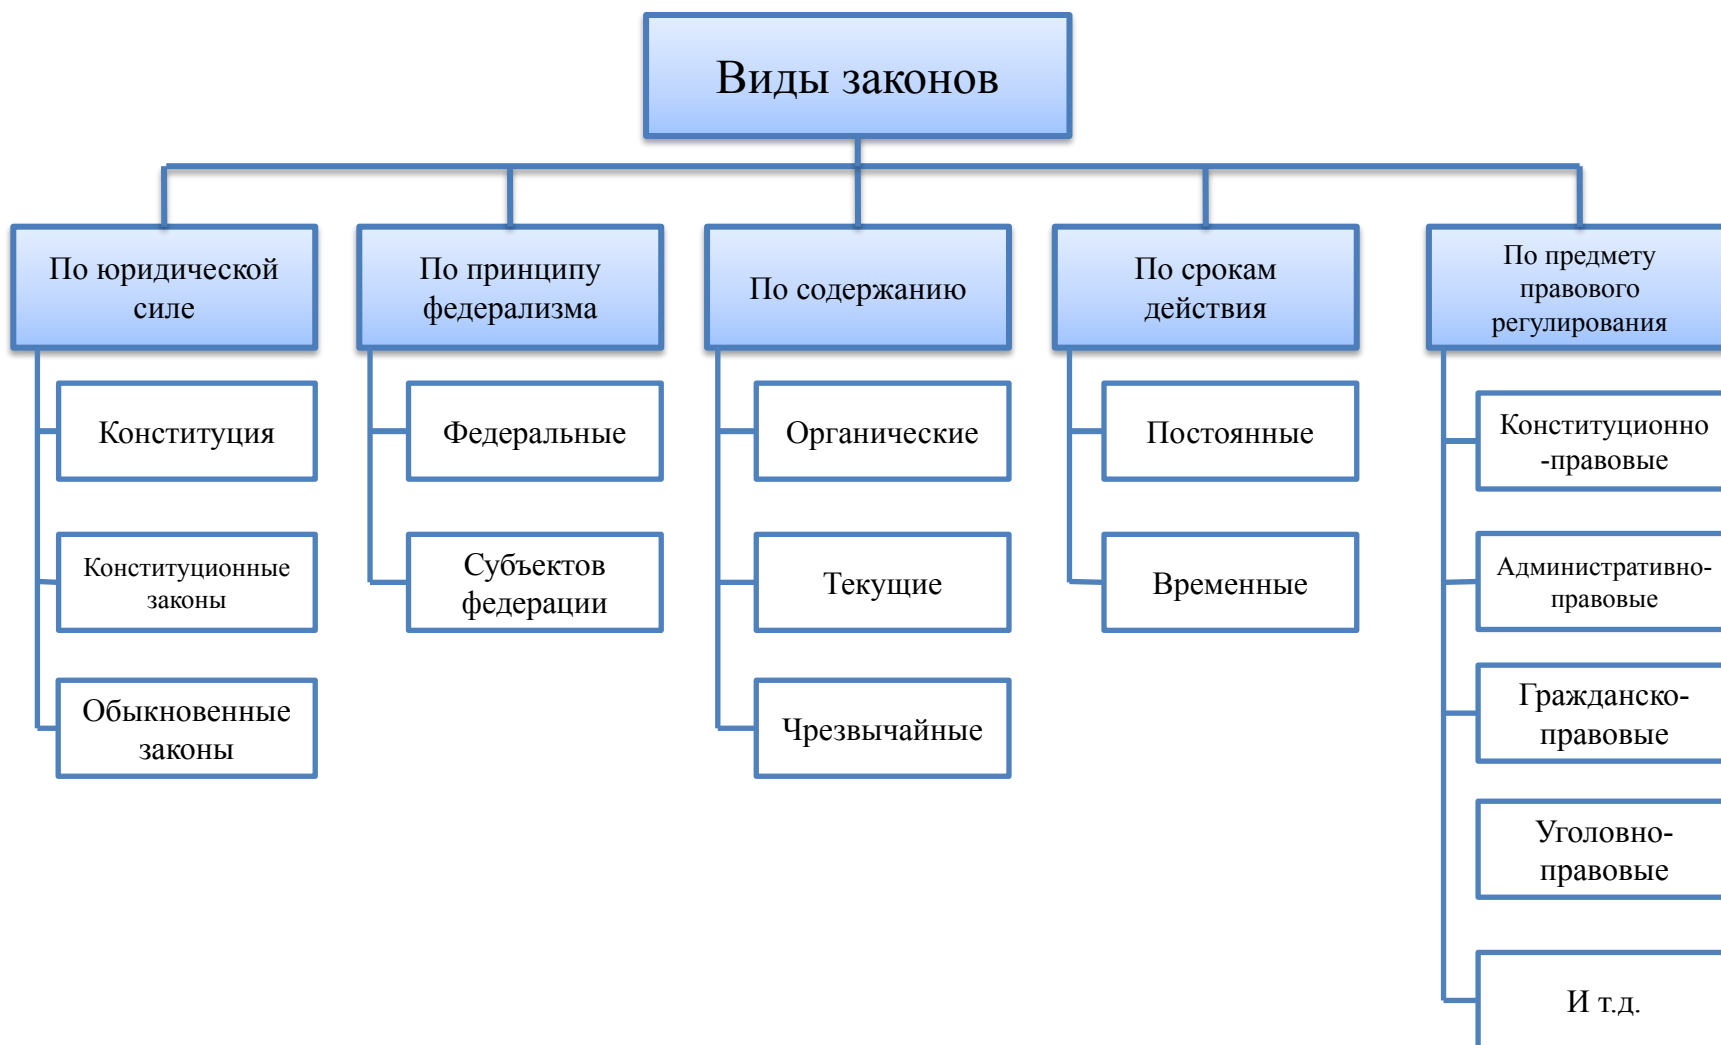 Виды законов
По юридической
силе
Конституция
Конституционные
законы
Обыкновенные
законы
По принципу
федерализма
Федеральные
Субъектов
федерации
По содержанию
Органические
Текущие
Чрезвычайные
По срокам
действия
Постоянные
Временные
По предмету
правового
регулирования
Конституционно
-правовые
Административно-
правовые
Гражданско-
правовые
Уголовно-
правовые
И т.д.